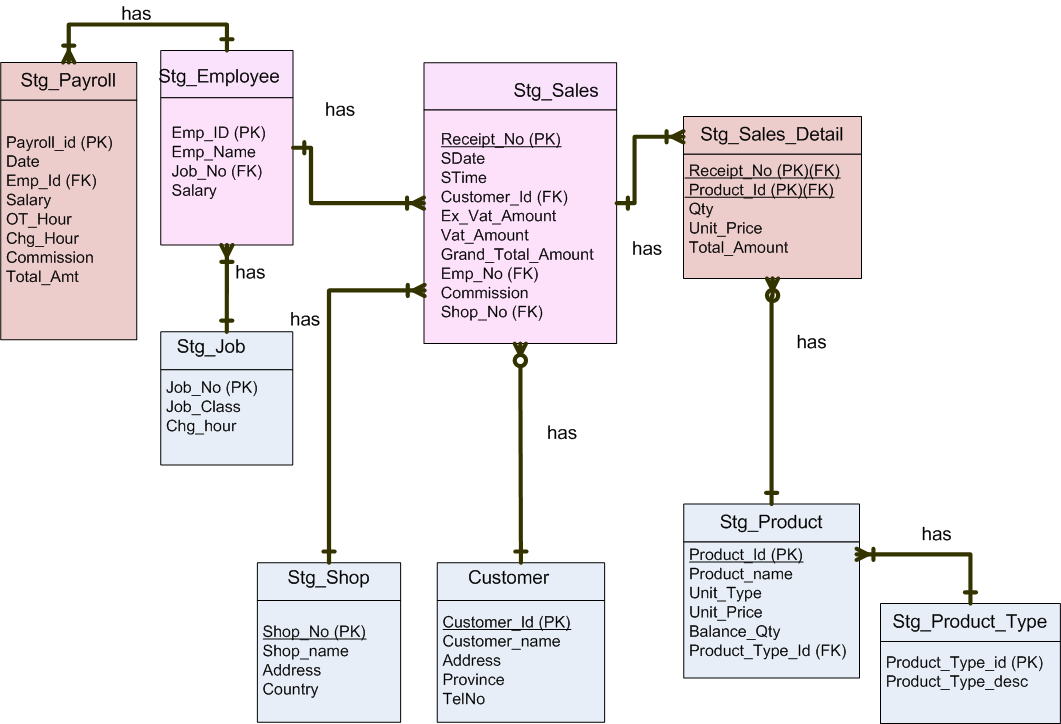 has
Stg_Payroll
Payroll_id (PK)
Date
Emp_Id (FK)
Salary
OT_Hour
Chg_Hour
Commission
Total_Amt
Stg_Employee
Emp_ID (PK)
Emp_Name
Job_No (FK)
Salary
has
Stg_Sales
Receipt_No (PK)
SDate
STime
Customer_Id (FK)
Ex_Vat_Amount
Vat_Amount
Grand_Total_Amount
Emp_No (FK)
Commission
Shop_No (FK)
has
Stg_Sales_Detail
Receipt_No (PK)(FK)
Product_Id (PK)(FK)
Qty
Unit_Price
Total_Amount
has
Stg_Job
Job_No (PK)
Job_Class
Chg_hour
has
has
has
Stg_Shop
Shop_No (PK)
Shop_name
Address
Country
Customer
Customer_Id (PK)
Customer_name
Address
Province
TelNo
Stg_Product
Product_Id (PK)
Product_name
Unit_Type
Unit_Price
Balance_Qty
Product_Type_Id (FK)
has
Stg_Product_Type
Product_Type_id (PK)
Product_Type_desc